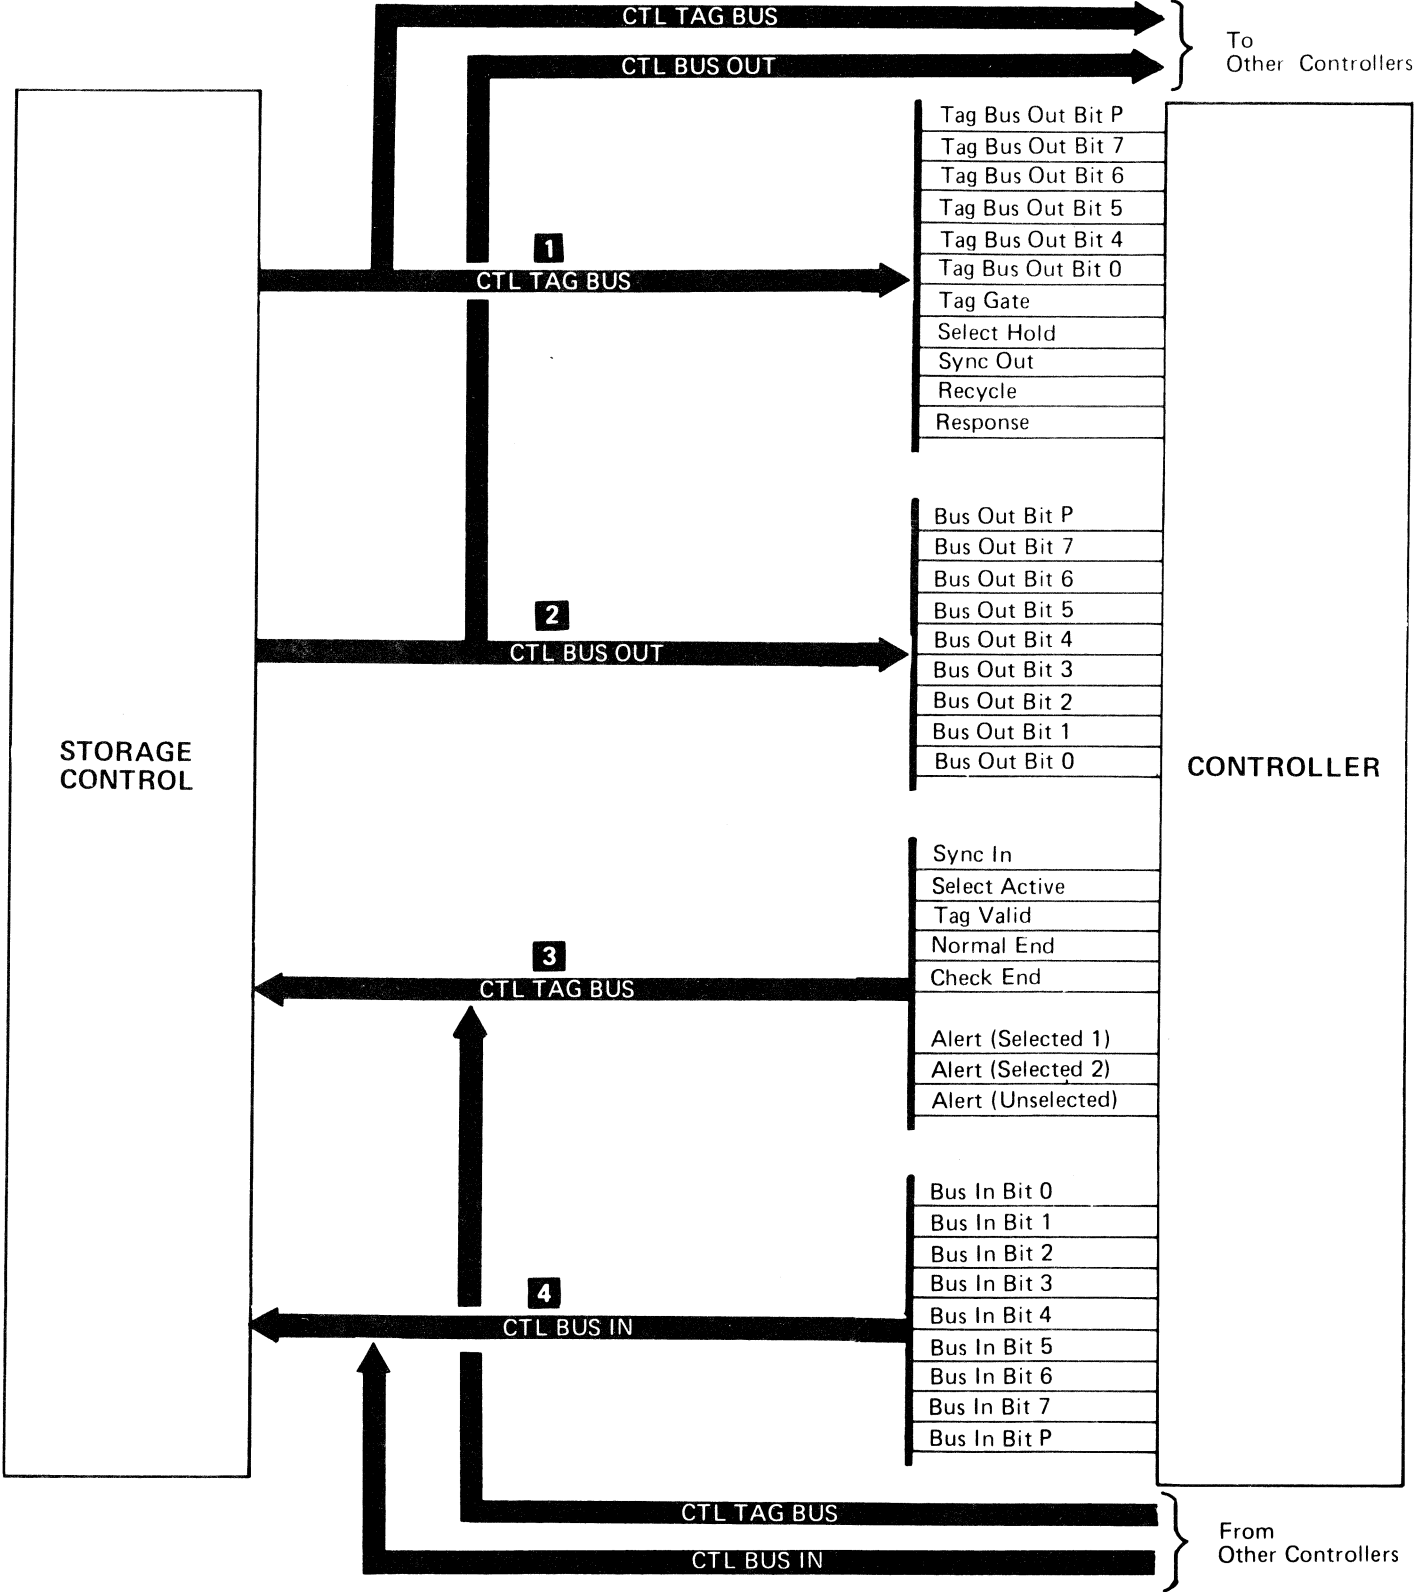 CTL TAG BUS
CTL BUS OUT
To
Other Controllers
Tag Bus Out Bit P
Tag Bus Out Bit 7
Tag Bus Out Bit 6
Tag Bus Out Bit 5
Tag Bus Out Bit 4
Tag Bus Out Bit 0
Tag Gate
Select Hold
Sync Out
Recycle
Response
1
CTL TAG BUS
Bus Out Bit P
Bus Out Bit 7
Bus Out Bit 6
Bus Out Bit 5
Bus Out Bit 4
Bus Out Bit 3
Bus Out Bit 2
Bus Out Bit 1
Bus Out Bit 0
2
CTL BUS OUT
STORAGE
CONTROL
CONTROLLER
Sync In
Select Active
Tag Valid
Normal End
Check End
Alert (Selected 1)
Alert (Selected 2)
Alert (Unselected)
3
CTL TAG BUS
Bus In Bit 0
Bus In Bit 1
Bus In Bit 2
Bus In Bit 3
Bus In Bit 4
Bus In Bit 5
Bus In Bit 6
Bus In Bit 7
Bus In Bit P
4
CTL BUS IN
CTL TAG BUS
CTL BUS IN
From
Other Controllers